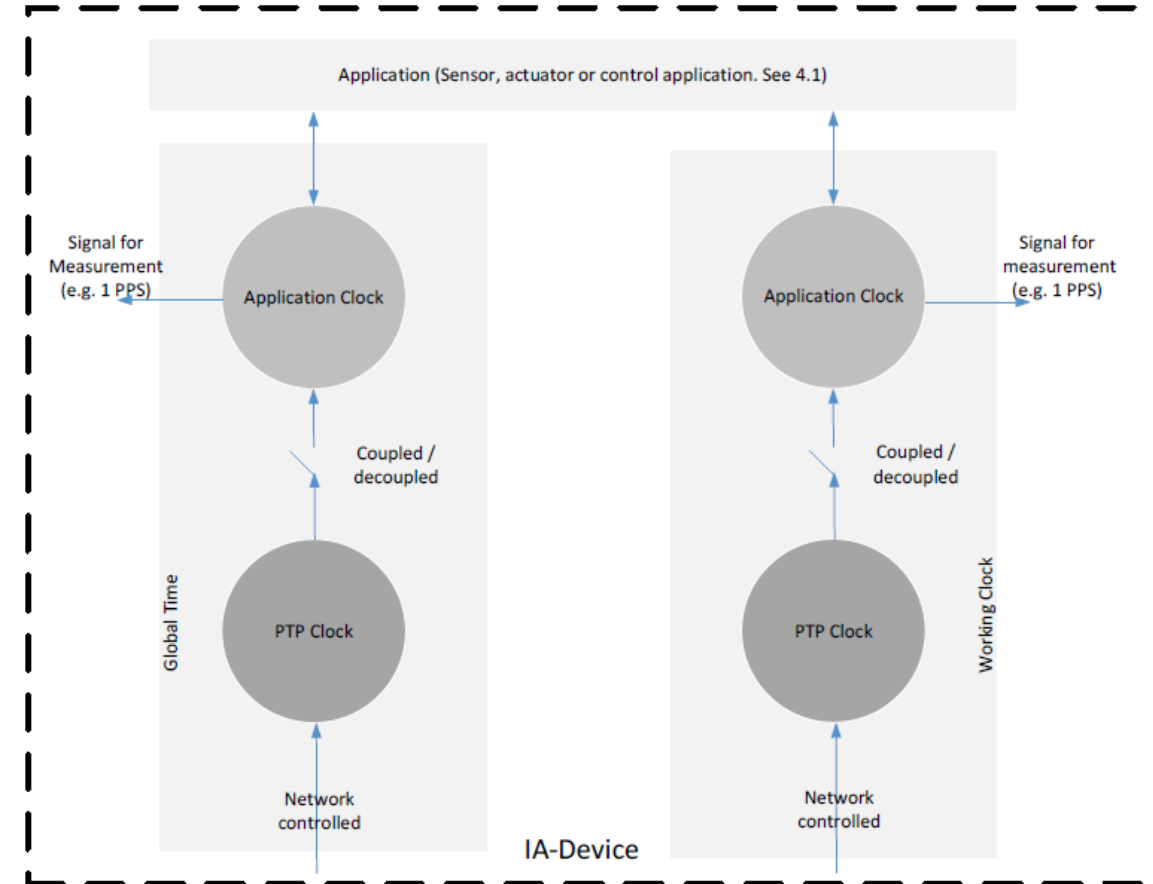 Application (Sensor, actuator or control application. See 4.1)
Signal for
Measurement
(e.g. 1 PPS)
Application Clock
Coupled /
decoupled
Global Time
PTP Clock
Network
controlled
Application Clock
Signal for
measurement
(e.g. 1 PPS)
Coupled /
decoupled
PTP Clock
Working Clock
Network
controlled
IA-Device